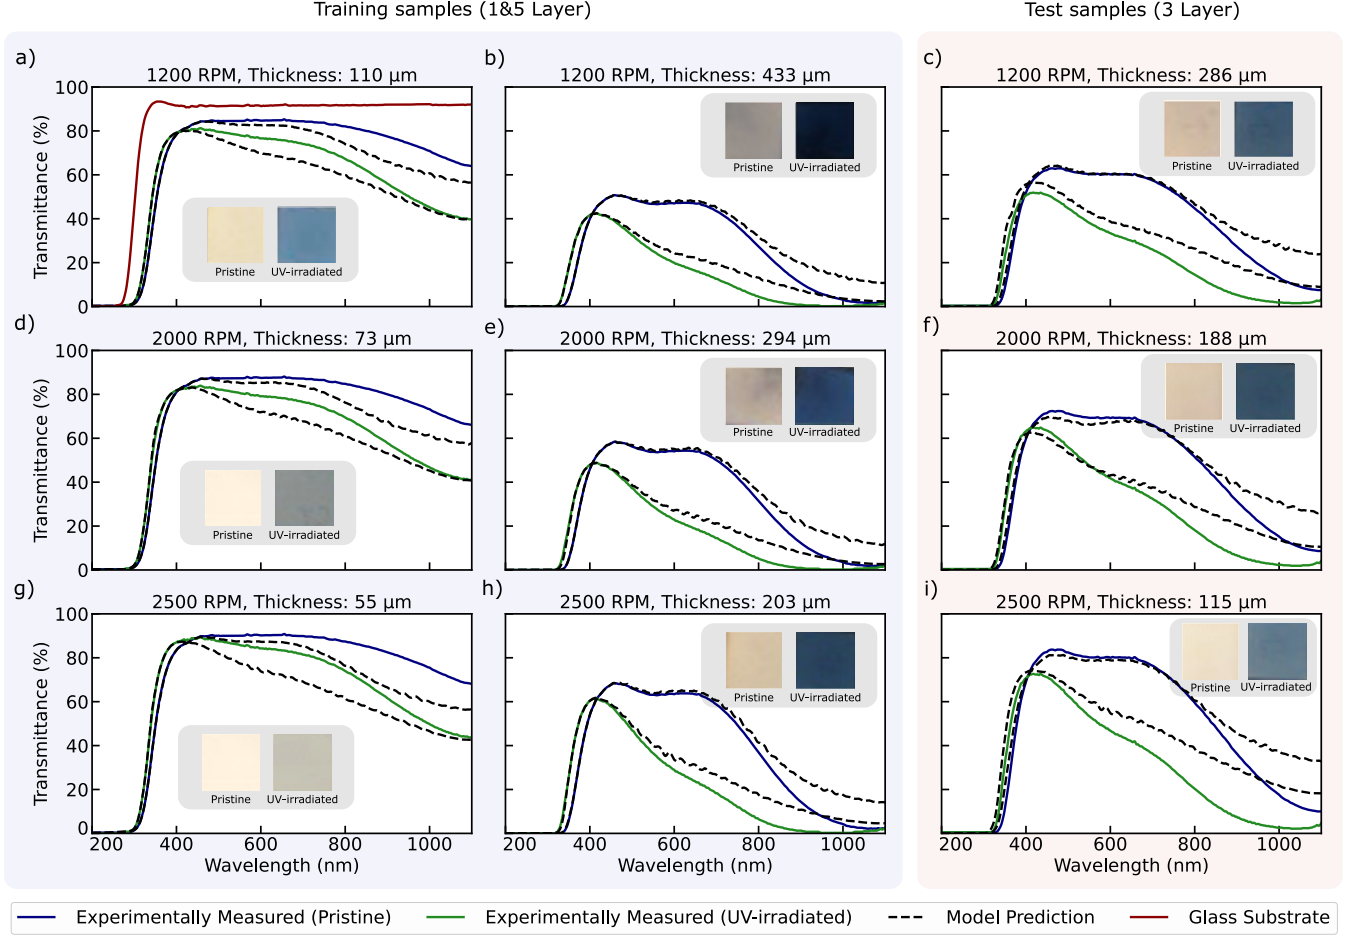 Training samples (1&5 Layer)
Test samples (3 Layer)
a)
1200 RPM, Thickness: 110 µm
b)
1200 RPM, Thickness: 433 µm
c)
1200 RPM, Thickness: 286 µm
Transmittance (%)
100
80
60
40
20
0
Pristine
UV–irradiated
Pristine
UV–irradiated
Pristine
UV–irradiated
d)
2000 RPM, Thickness: 73 µm
e)
2000 RPM, Thickness: 294 µm
f)
2000 RPM, Thickness: 188 µm
Transmittance (%)
100
80
60
40
20
0
Pristine
UV–irradiated
Pristine
UV–irradiated
Pristine
UV–irradiated
g)
2500 RPM, Thickness: 55 µm
h)
2500 RPM, Thickness: 203 µm
i)
2500 RPM, Thickness: 115 µm
Transmittance (%)
100
80
60
40
20
0
Pristine
UV–irradiated
Pristine
UV–irradiated
Pristine
UV–irradiated
200 400 600 800 1000
200 400 600 800 1000
200 400 600 800 1000
Wavelength (nm)
Wavelength (nm)
Wavelength (nm)
Experimentally Measured (Pristine)
Experimentally Measured (UV-irradiated)
Model Prediction
Glass Substrate